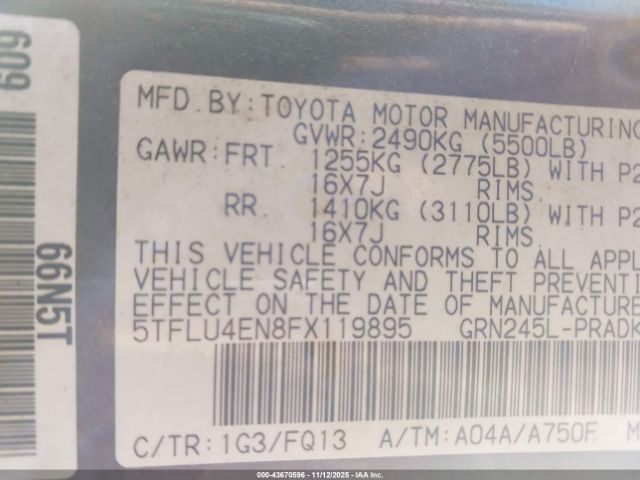 MFD.BY:TOYOTA MOTOR MANUFACTURING
GVWR:2490KG (5500LB)
GAWR:FRT. 1255KG (2775LB) WITH P2
16X7J RIMS.
RR. 1410KG (3110LB) WITH P2
16X7J RIMS.
THIS VEHICLE CONFORMS TO ALL APPL
VEHICLE SAFETY AND THEFT PREVENTI
EFFECT ON THE DATE OF MANUFACTURE
5TFLU4EN8FX119895 GRN245L-PRADK
C/TR:1G3/FQ13 A/TM:A04A/A750F M
609
66N5T
00-43670596 - 11/12/2025 - IAA Inc.